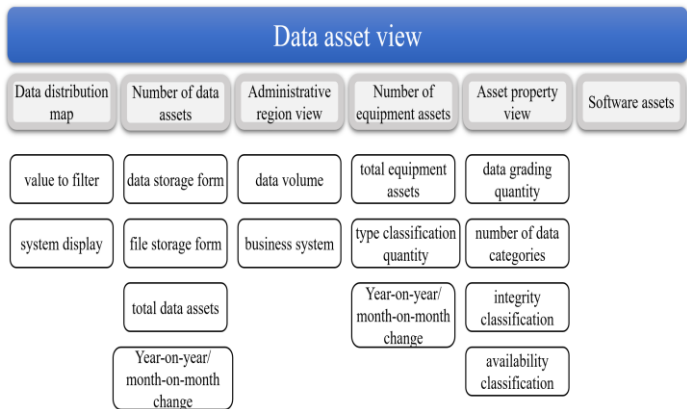 Data asset view
Data distribution
map
Number of data
assets
Administrative
region view
Number of
equipment assets
Asset property
view
Software assets
value to filter
data storage form
data volume
total equipment
assets
data grading
quantity
system display
file storage form
business system
type classification
quantity
number of data
categories
total data assets
Year-on-year/
month-on-month
change
integrity
classification
Year-on-year/
month-on-month
change
availability
classification